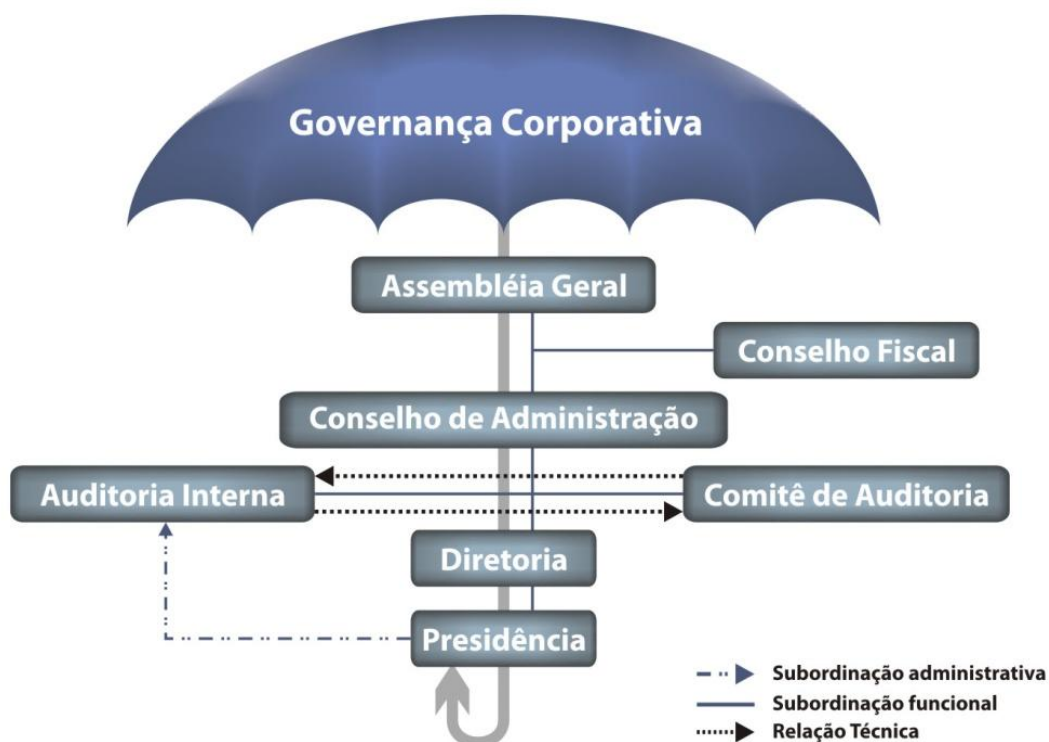 Governança Corporativa
Assembléia Geral
Conselho Fiscal
Conselho de Administração
Auditoria Interna
Comitê de Auditoria
Diretoria
Presidência
Subordinação administrativa
Subordinação funcional
Relação Técnica